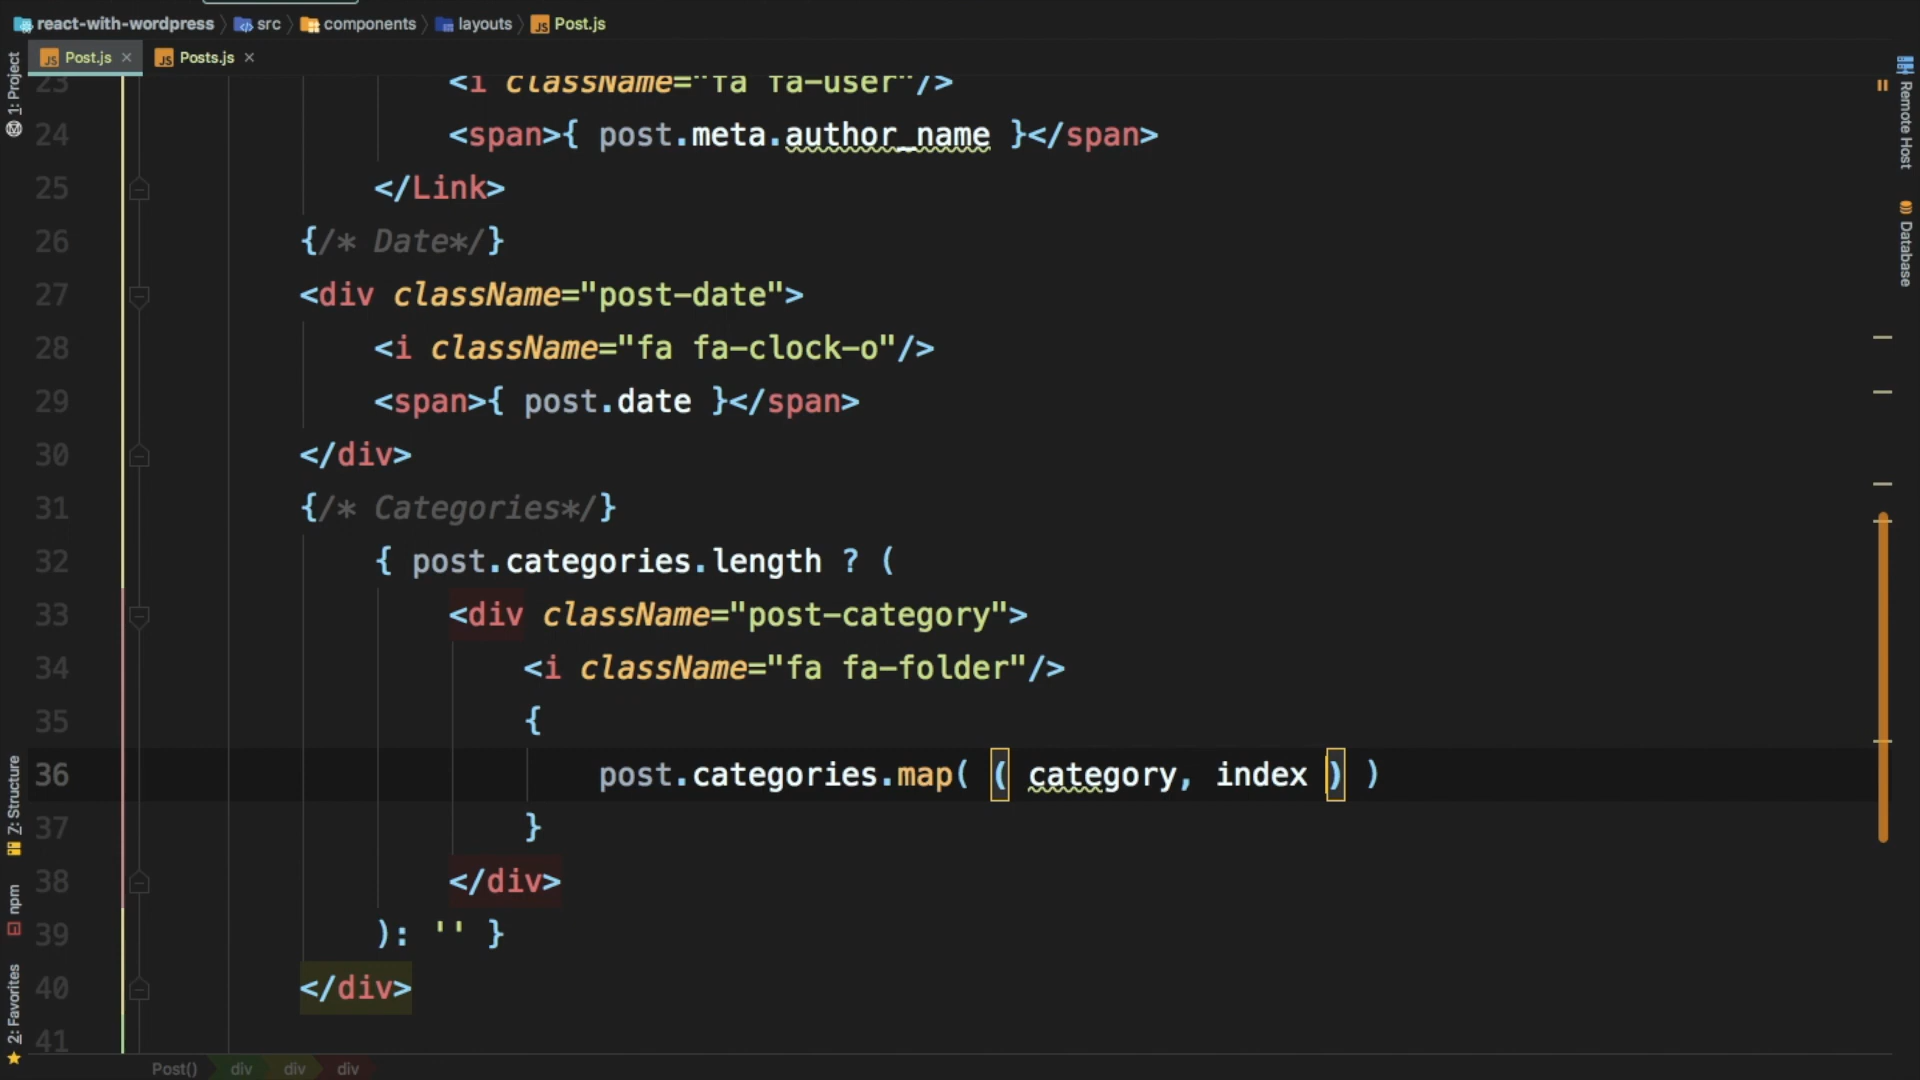 react-with-wordpress src components layouts Post.js
Post.js Posts.js
1: Project
Remote Host
Database
7: Structure
npm
2: Favorites
23 <i className="fa fa-user"/>
24 <span>{ post.meta.author_name }</span>
25 </Link>
26 {/* Date*/}
27 <div className="post-date">
28 <i className="fa fa-clock-o"/>
29 <span>{ post.date }</span>
30 </div>
31 {/* Categories*/}
32 { post.categories.length ? (
33 <div className="post-category">
34 <i className="fa fa-folder"/>
35 {
36 post.categories.map( ( category, index ) )
37 }
38 </div>
39 ): '' }
40 </div>
41
Post() div div div